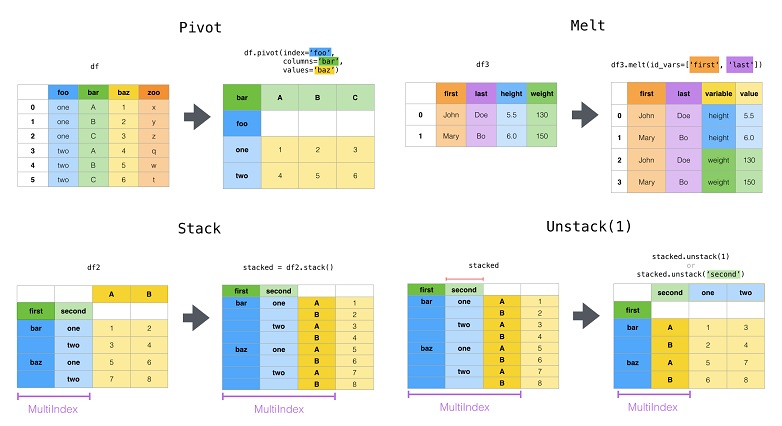 Pivot
df
foo bar baz zoo
0 one A 1 x
1 one B 2 y
2 one C 3 z
3 two A 4 q
4 two B 5 w
5 two C 6 t
df.pivot(index='foo',
columns='bar',
values='baz')
bar A B C
foo
one 1 2 3
two 4 5 6
Melt
df3
first last height weight
0 John Doe 5.5 130
1 Mary Bo 6.0 150
df3.melt(id_vars=['first', 'last'])
first last variable value
0 John Doe height 5.5
1 Mary Bo height 6.0
2 John Doe weight 130
3 Mary Bo weight 150
Stack
df2
A B
first second
bar one 1 2
two 3 4
baz one 5 6
two 7 8
MultiIndex
stacked = df2.stack()
first second
bar one A 1
B 2
two A 3
B 4
baz one A 5
B 6
two A 7
B 8
MultiIndex
Unstack(1)
stacked
first second
bar one A 1
B 2
two A 3
B 4
baz one A 5
B 6
two A 7
B 8
MultiIndex
stacked.unstack(1)
or
stacked.unstack('second')
second one two
first
bar A 1 3
B 2 4
baz A 5 7
B 6 8
MultiIndex